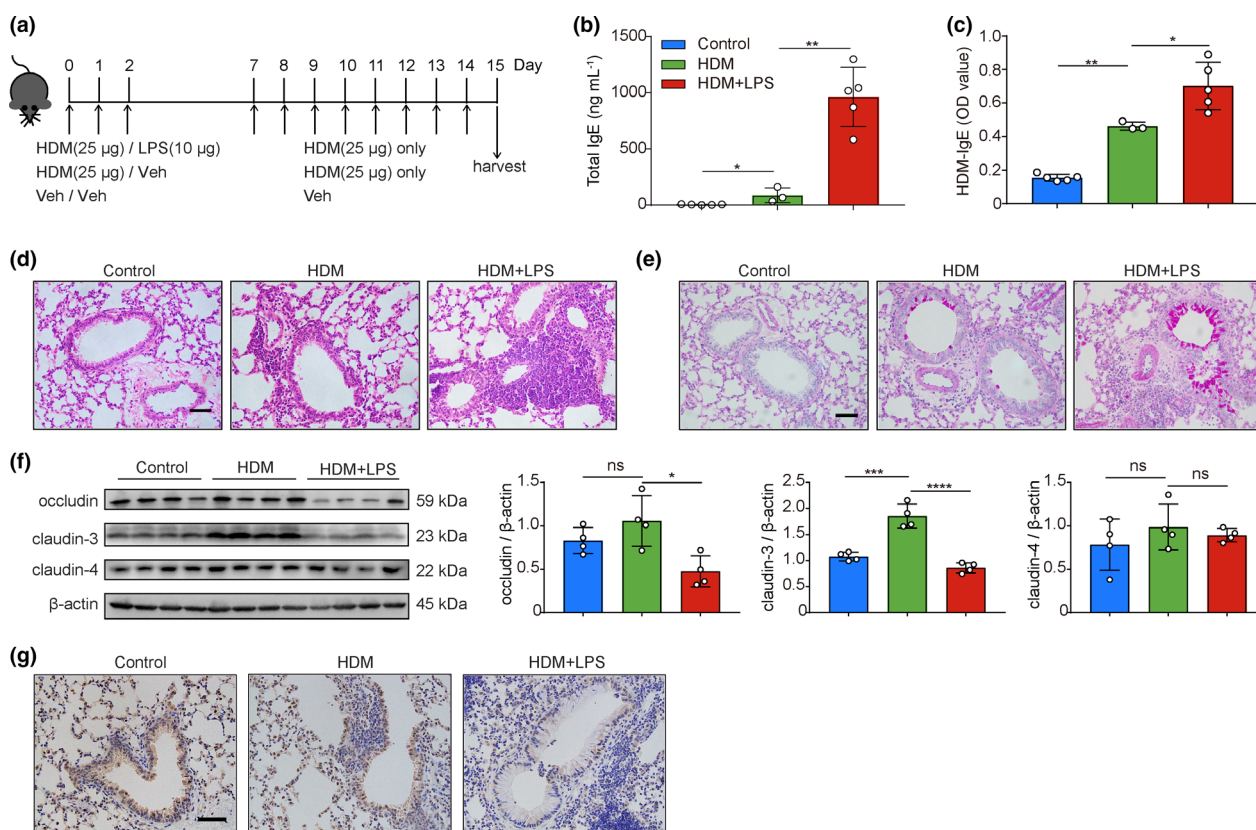 (a)
0 1 2 7 8 9 10 11 12 13 14 15 Day
HDM(25 µg) / LPS(10 µg) HDM(25 µg) only
HDM(25 µg) / Veh HDM(25 µg) only
Veh / Veh Veh
harvest
(b)
Total IgE (ng mL⁻¹)
1500
1000
500
0
Control
HDM
HDM+LPS
*
**
(c)
HDM-IgE (OD value)
1.0
0.8
0.6
0.4
0.2
0
**
*
(d)
Control HDM HDM+LPS
(e)
Control HDM HDM+LPS
(f)
Control HDM HDM+LPS
occludin 59 kDa
claudin-3 23 kDa
claudin-4 22 kDa
β-actin 45 kDa
occludin / β-actin
1.5
1.0
0.5
0
ns
*
claudin-3 / β-actin
2.5
2.0
1.5
1.0
0.5
0
***
****
claudin-4 / β-actin
1.5
1.0
0.5
0
ns
ns
(g)
Control HDM HDM+LPS